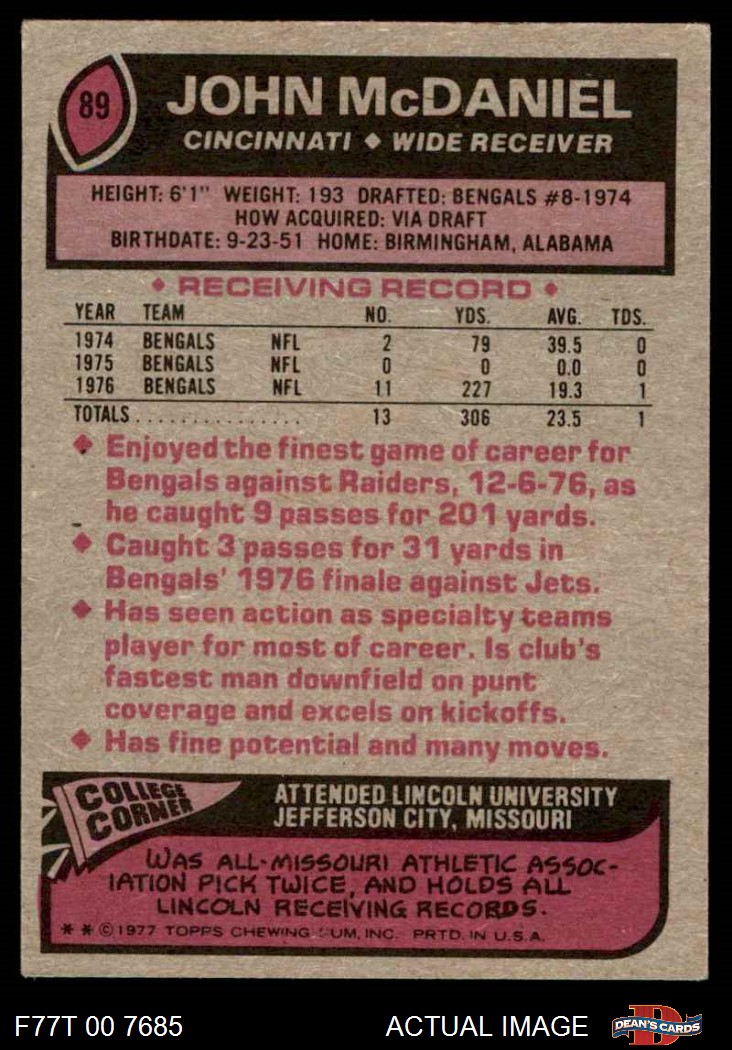 89
JOHN McDANIEL
CINCINNATI ◆ WIDE RECEIVER
HEIGHT: 6'1" WEIGHT: 193 DRAFTED: BENGALS #8-1974
HOW ACQUIRED: VIA DRAFT
BIRTHDATE: 9-23-51 HOME: BIRMINGHAM, ALABAMA
◆ RECEIVING RECORD ◆
YEAR TEAM NO. YDS. AVG. TDS.
1974 BENGALS NFL 2 79 39.5 0
1975 BENGALS NFL 0 0 0.0 0
1976 BENGALS NFL 11 227 19.3 1
TOTALS................ 13 306 23.5 1
◆ Enjoyed the finest game of career for
Bengals against Raiders, 12-6-76, as
he caught 9 passes for 201 yards.
◆ Caught 3 passes for 31 yards in
Bengals' 1976 finale against Jets.
◆ Has seen action as specialty teams
player for most of career. Is club's
fastest man downfield on punt
coverage and excels on kickoffs.
◆ Has fine potential and many moves.
COLLEGE
CORNER
ATTENDED LINCOLN UNIVERSITY
JEFFERSON CITY, MISSOURI
WAS ALL-MISSOURI ATHLETIC ASSOC-
IATION PICK TWICE, AND HOLDS ALL
LINCOLN RECEIVING RECORDS.
* * © 1977 TOPPS CHEWING UM, INC. PRTD. IN U.S.A.
F77T 00 7685 ACTUAL IMAGE
D
DEAN'S CARDS